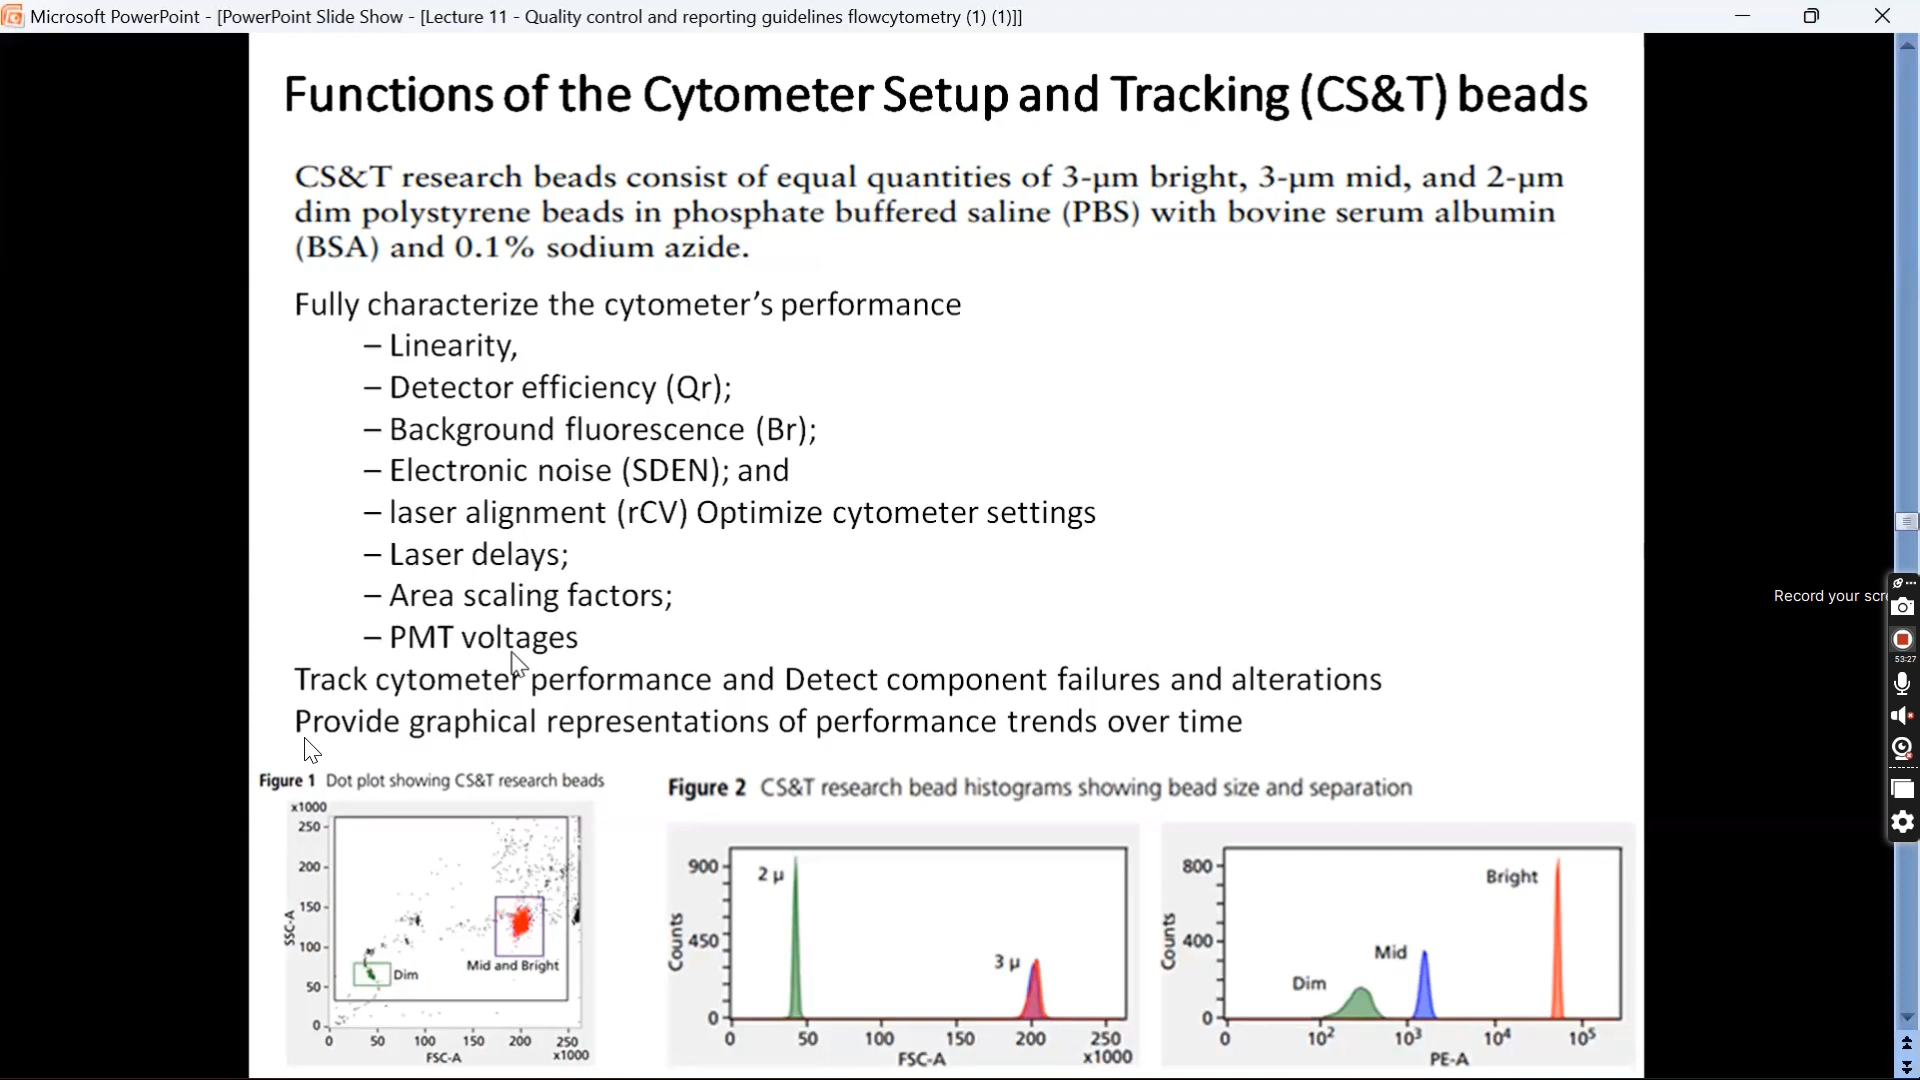 Microsoft PowerPoint - [PowerPoint Slide Show - [Lecture 11 - Quality control and reporting guidelines flowcytometry (1) (1)]]
Functions of the Cytometer Setup and Tracking (CS&T) beads
CS&T research beads consist of equal quantities of 3-µm bright, 3-µm mid, and 2-µm
dim polystyrene beads in phosphate buffered saline (PBS) with bovine serum albumin
(BSA) and 0.1% sodium azide.
Fully characterize the cytometer's performance
– Linearity,
– Detector efficiency (Qr);
– Background fluorescence (Br);
– Electronic noise (SDEN); and
– laser alignment (rCV) Optimize cytometer settings
– Laser delays;
– Area scaling factors;
– PMT voltages
Track cytometer performance and Detect component failures and alterations
Provide graphical representations of performance trends over time
Record your scre
53:27
Figure 1 Dot plot showing CS&T research beads
x1000
250
200
150
100
50
0
SSC-A
Dim
Mid and Bright
0 50 100 150 200 250
FSC-A x1000
Figure 2 CS&T research bead histograms showing bead size and separation
900
450
0
Counts
2 µ
3 µ
0 50 100 150 200 250
FSC-A x1000
800
400
0
Counts
Dim
Mid
Bright
0 10² 10³ 10⁴ 10⁵
PE-A